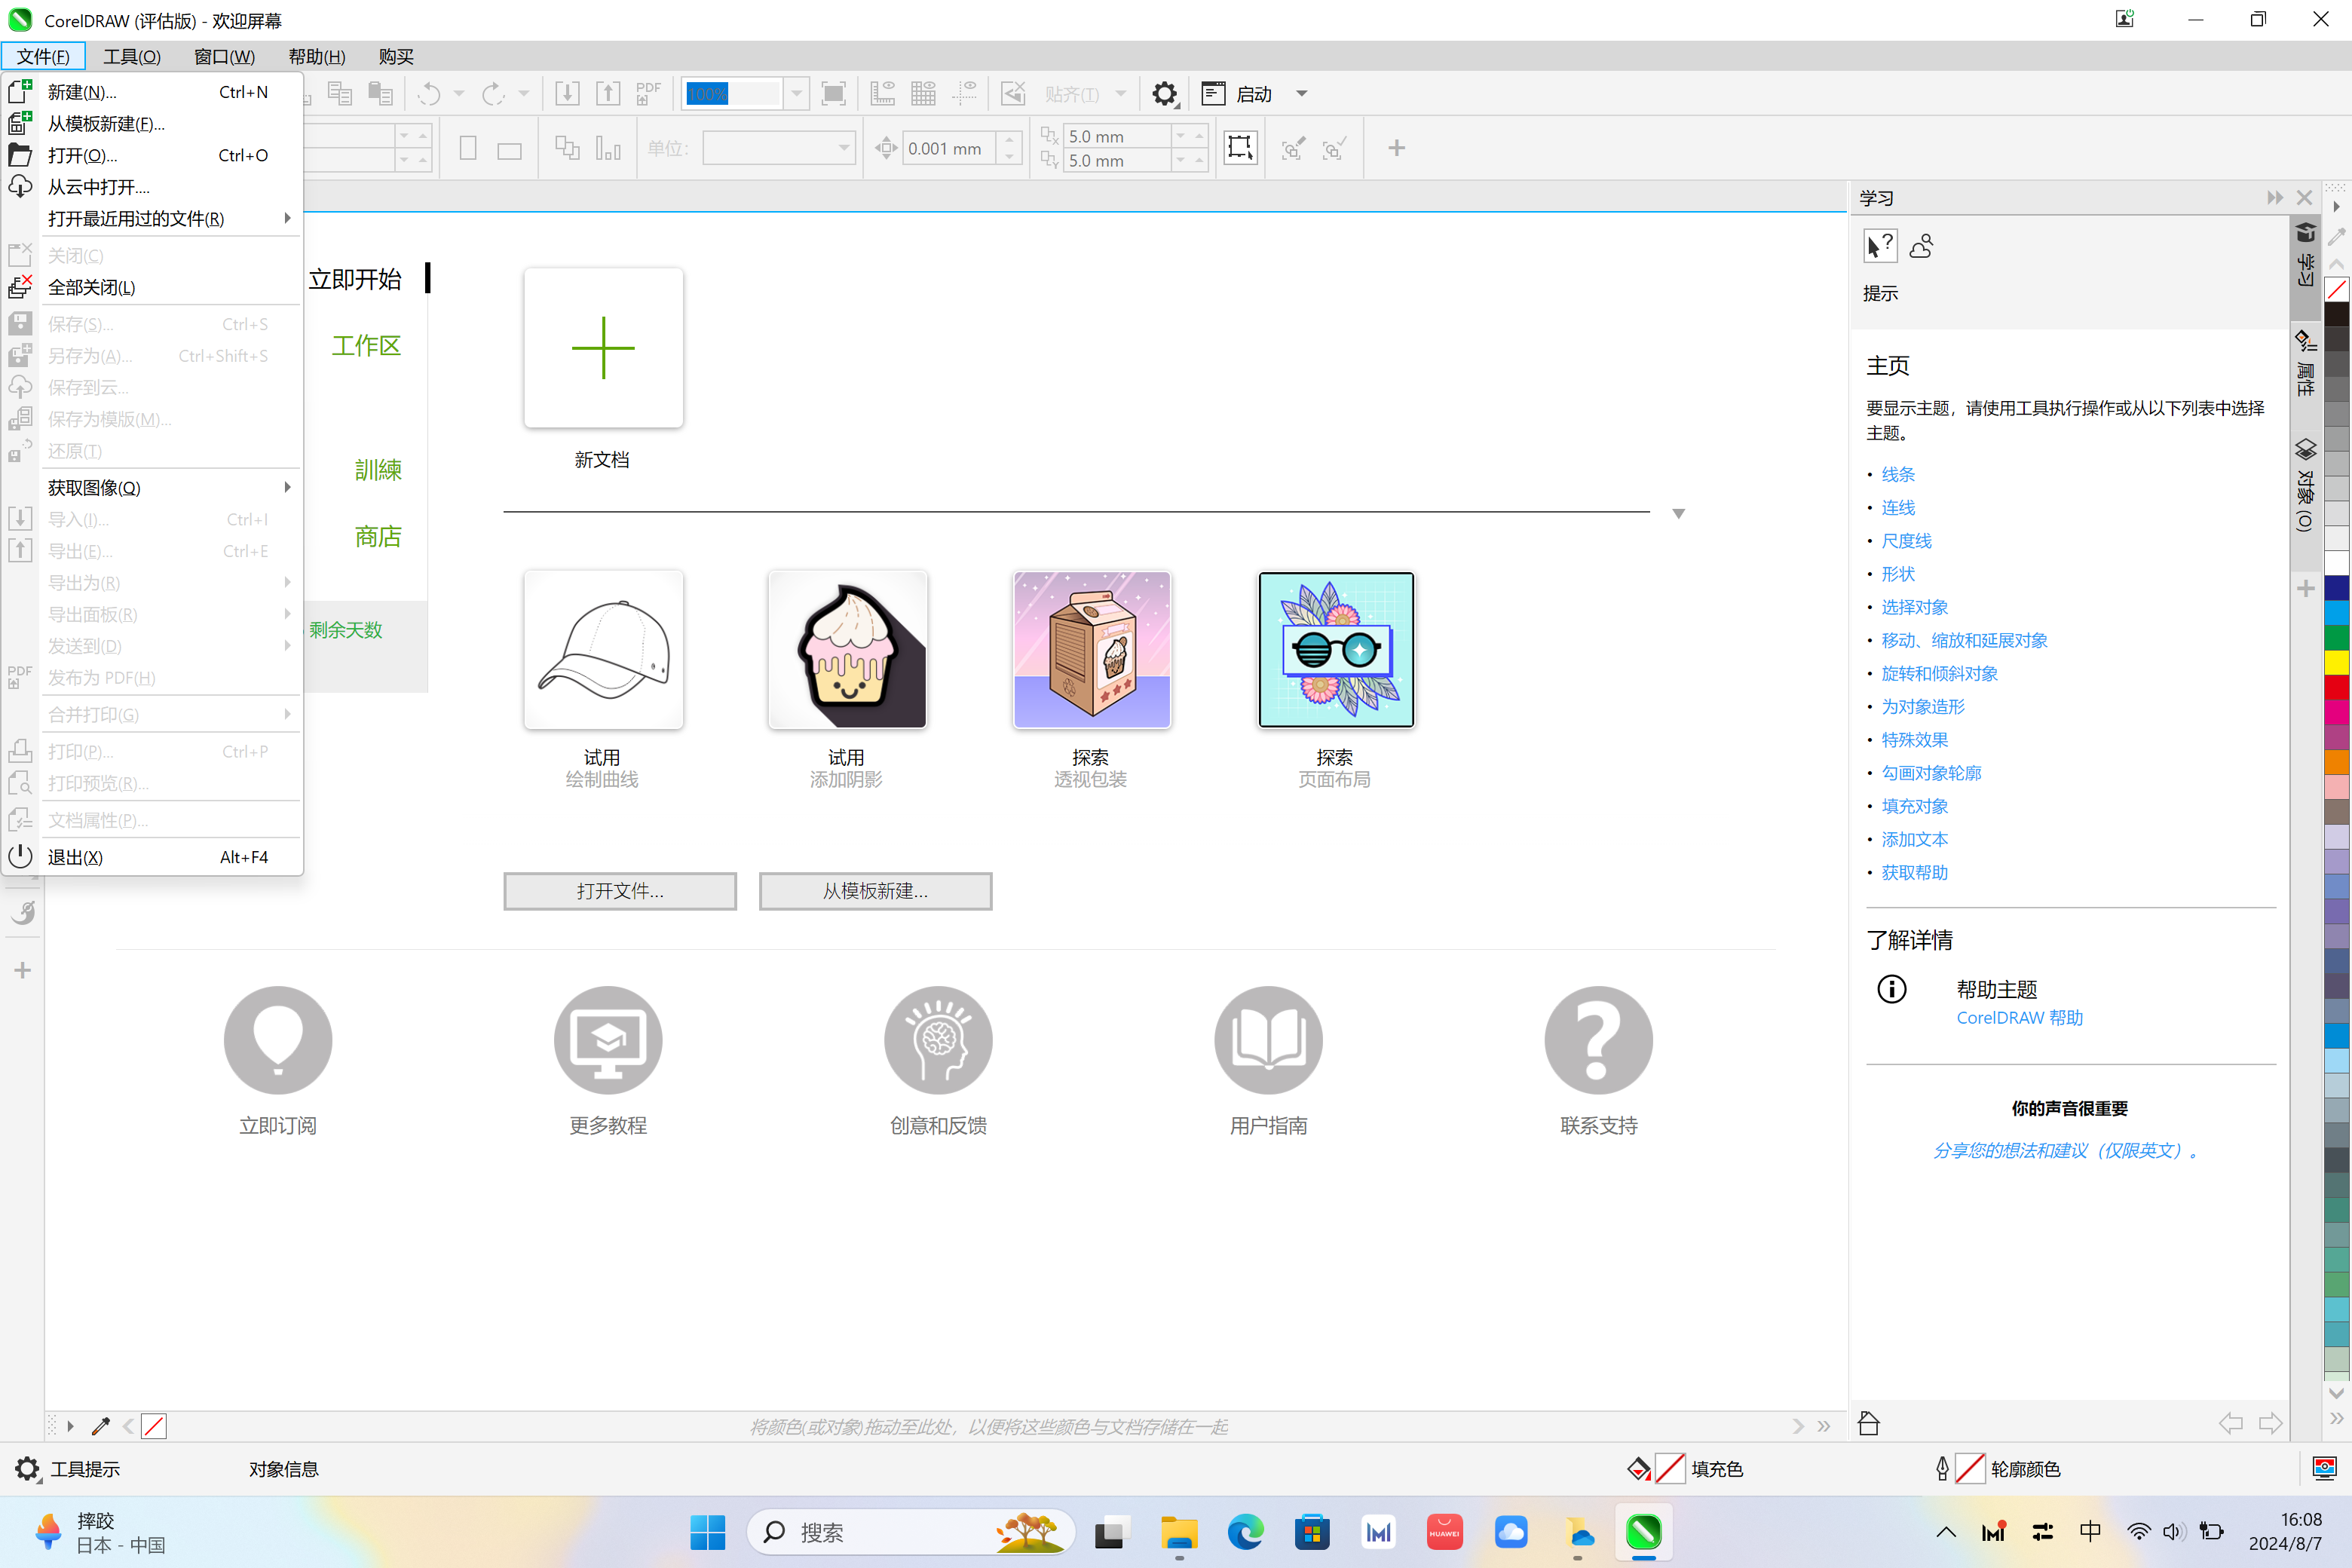 CorelDRAW (评估版) - 欢迎屏幕
文件(F) 工具(O) 窗口(W) 帮助(H) 购买
新建(N)... Ctrl+N
从模板新建(F)...
打开(O)... Ctrl+O
从云中打开....
打开最近用过的文件(R)
关闭(C)
全部关闭(L)
保存(S)... Ctrl+S
另存为(A)... Ctrl+Shift+S
保存到云...
保存为模版(M)...
还原(T)
获取图像(Q)
导入(I)... Ctrl+I
导出(E)... Ctrl+E
导出为(R)
导出面板(R)
发送到(D)
发布为 PDF(H)
合并打印(G)
打印(P)... Ctrl+P
打印预览(R)...
文档属性(P)...
退出(X) Alt+F4
PDF
PDF
100%
贴齐(T)
启动
单位:
0.001 mm
5.0 mm
5.0 mm
立即开始
工作区
訓練
商店
剩余天数
新文档
试用
绘制曲线
试用
添加阴影
探索
透视包装
探索
页面布局
打开文件...
从模板新建...
立即订阅
更多教程
创意和反馈
用户指南
联系支持
学习
提示
主页
要显示主题，请使用工具执行操作或从以下列表中选择
主题。
• 线条
• 连线
• 尺度线
• 形状
• 选择对象
• 移动、缩放和延展对象
• 旋转和倾斜对象
• 为对象造形
• 特殊效果
• 勾画对象轮廓
• 填充对象
• 添加文本
• 获取帮助
了解详情
帮助主题
CorelDRAW 帮助
你的声音很重要
分享您的想法和建议（仅限英文）。
学习
属性
对象 (O)
将颜色(或对象)拖动至此处，以便将这些颜色与文档存储在一起
工具提示
对象信息
填充色
轮廓颜色
摔跤
日本 - 中国
搜索
HUAWEI
中
16:08
2024/8/7